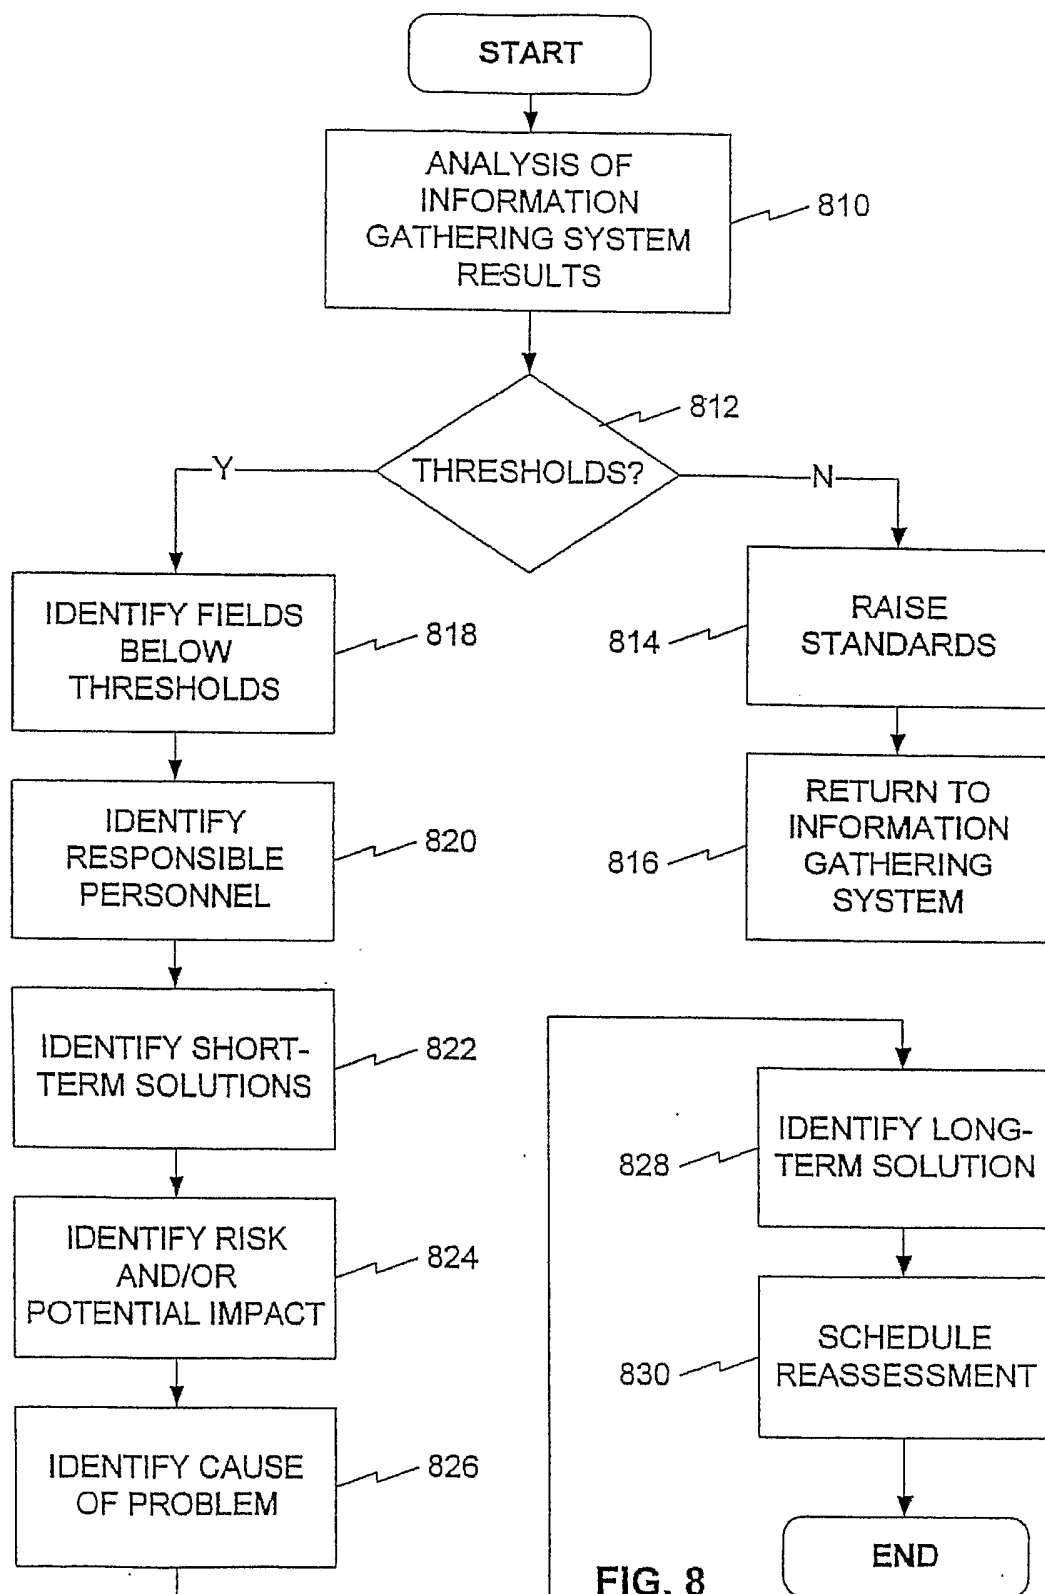 START
ANALYSIS OF
INFORMATION
GATHERING SYSTEM
RESULTS
810
812
THRESHOLDS?
Y
N
IDENTIFY FIELDS
BELOW
THRESHOLDS
818
RAISE
STANDARDS
814
IDENTIFY
RESPONSIBLE
PERSONNEL
820
RETURN TO
INFORMATION
GATHERING
SYSTEM
816
IDENTIFY SHORT-
TERM SOLUTIONS
822
IDENTIFY RISK
AND/OR
POTENTIAL IMPACT
824
IDENTIFY CAUSE
OF PROBLEM
826
IDENTIFY LONG-
TERM SOLUTION
828
SCHEDULE
REASSESSMENT
830
END
FIG. 8